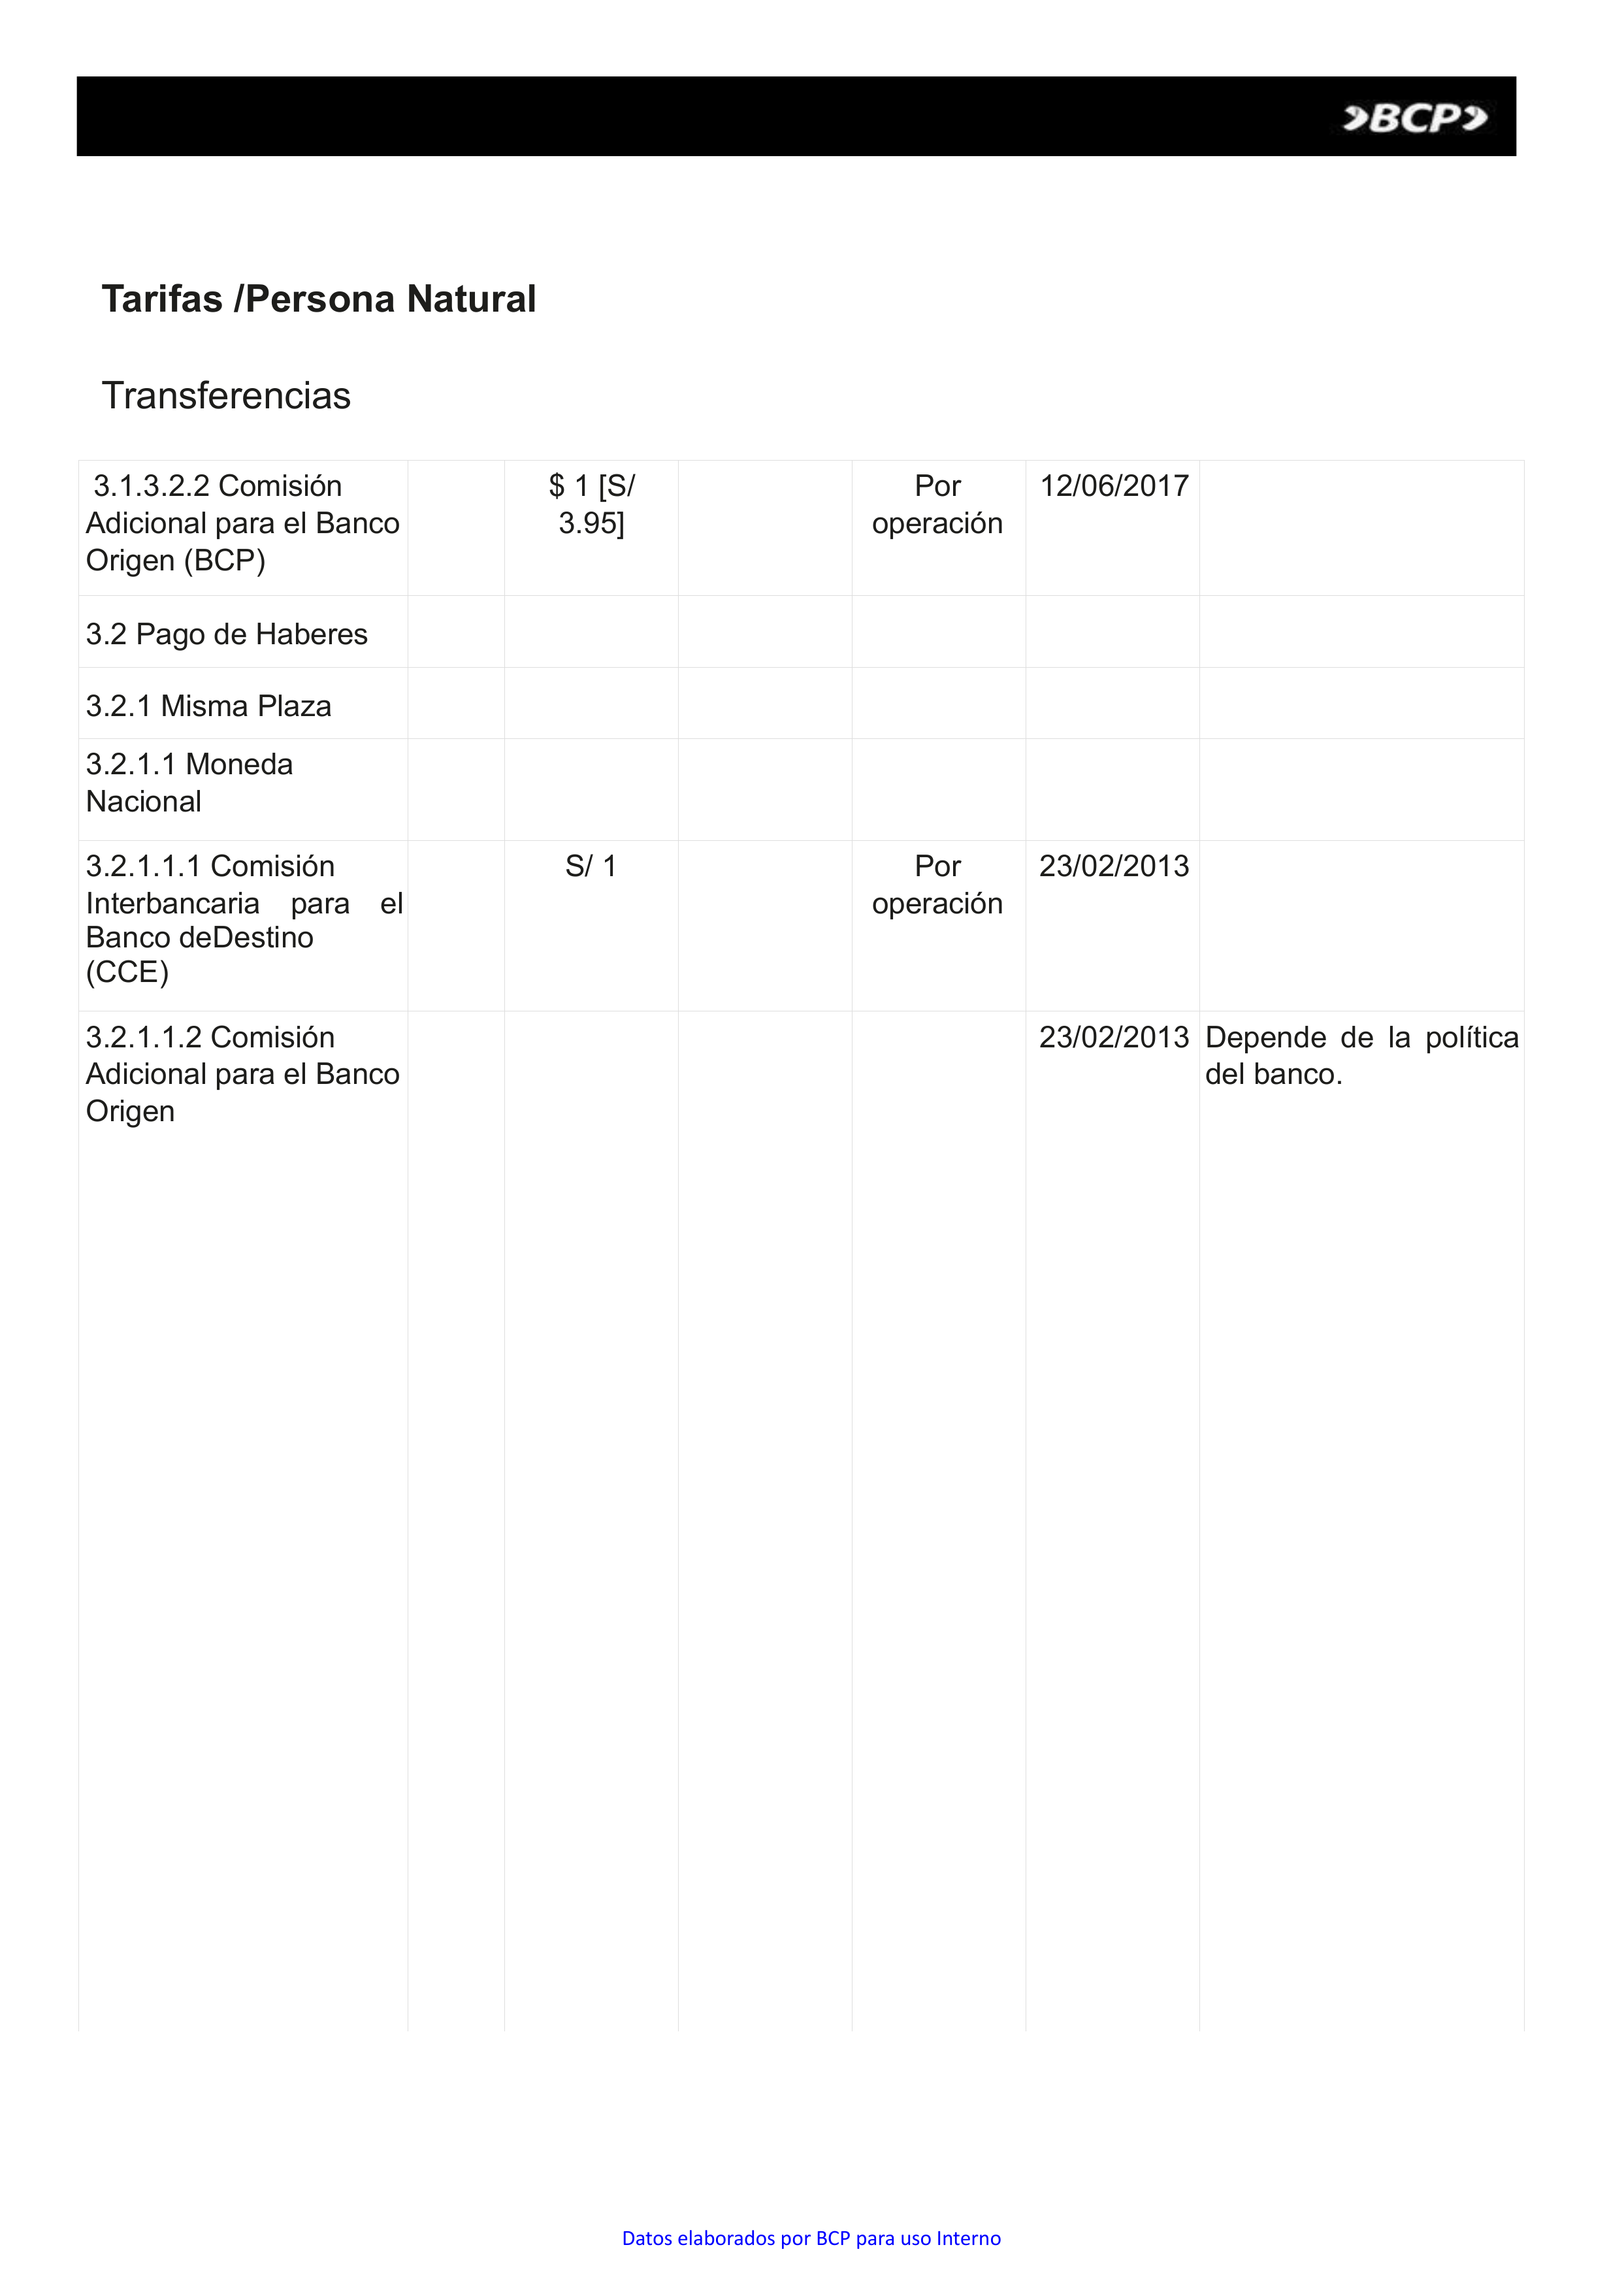 BCP
Tarifas /Persona Natural
Transferencias
3.1.3.2.2 Comisión
Adicional para el Banco
Origen (BCP)
$ 1 [S/
3.95]
Por
operación
12/06/2017
3.2 Pago de Haberes
3.2.1 Misma Plaza
3.2.1.1 Moneda
Nacional
3.2.1.1.1 Comisión
Interbancaria para el
Banco deDestino
(CCE)
S/ 1
Por
operación
23/02/2013
3.2.1.1.2 Comisión
Adicional para el Banco
Origen
23/02/2013
Depende de la política
del banco.
Datos elaborados por BCP para uso Interno